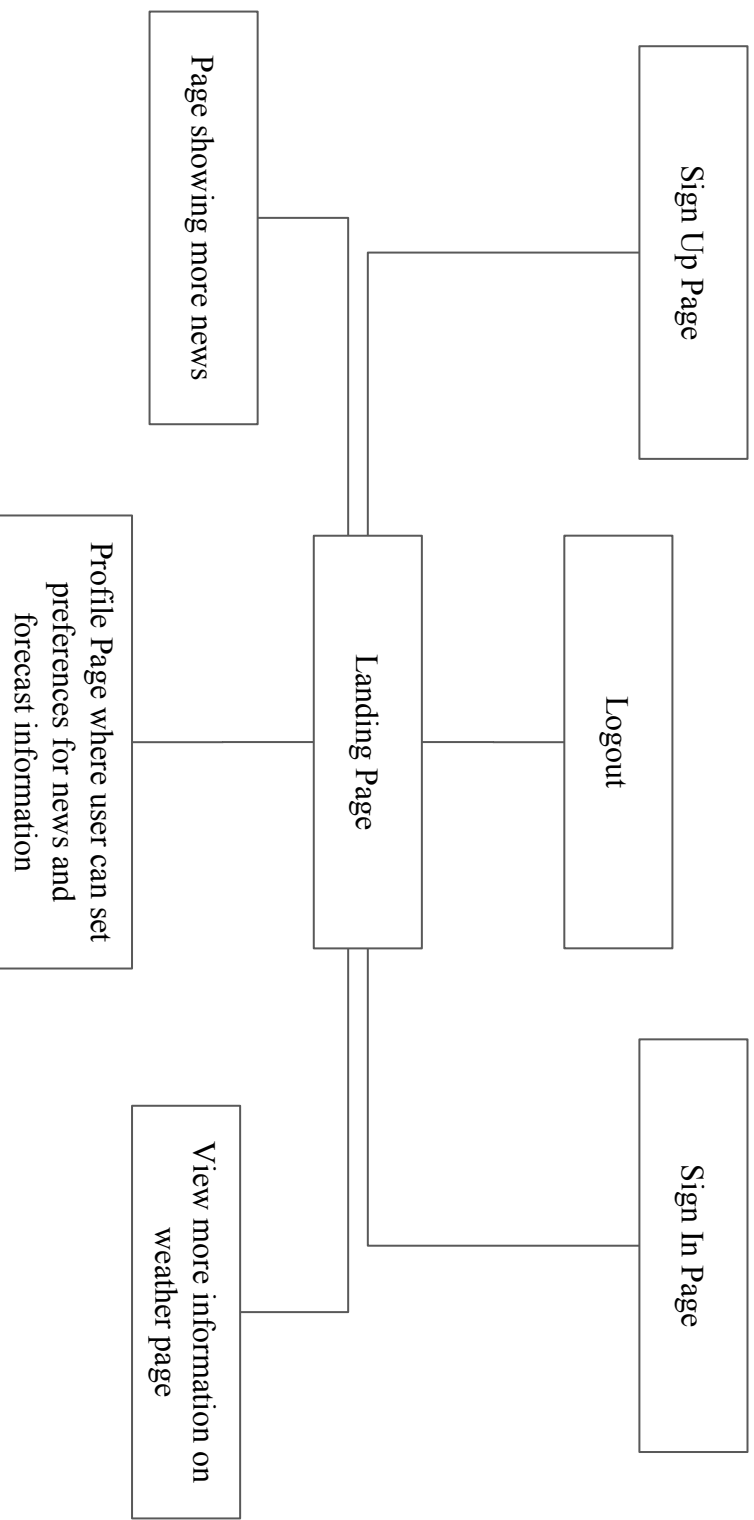 Sign Up Page
Logout
Sign In Page
Landing Page
Page showing more news
Profile Page where user can set
preferences for news and
forecast information
View more information on
weather page